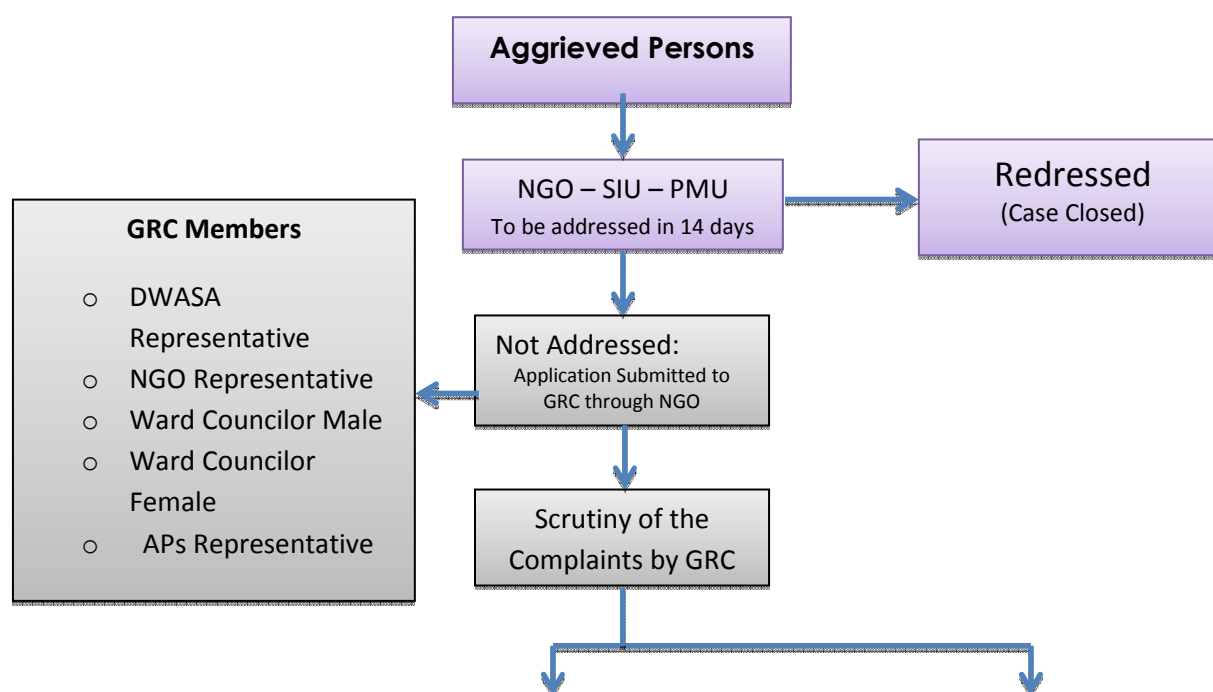 Aggrieved Persons
NGO – SIU – PMU
To be addressed in 14 days
Redressed
(Case Closed)
GRC Members
o DWASA
Representative
o NGO Representative
o Ward Councilor Male
o Ward Councilor
Female
o APs Representative
Not Addressed:
Application Submitted to
GRC through NGO
Scrutiny of the
Complaints by GRC